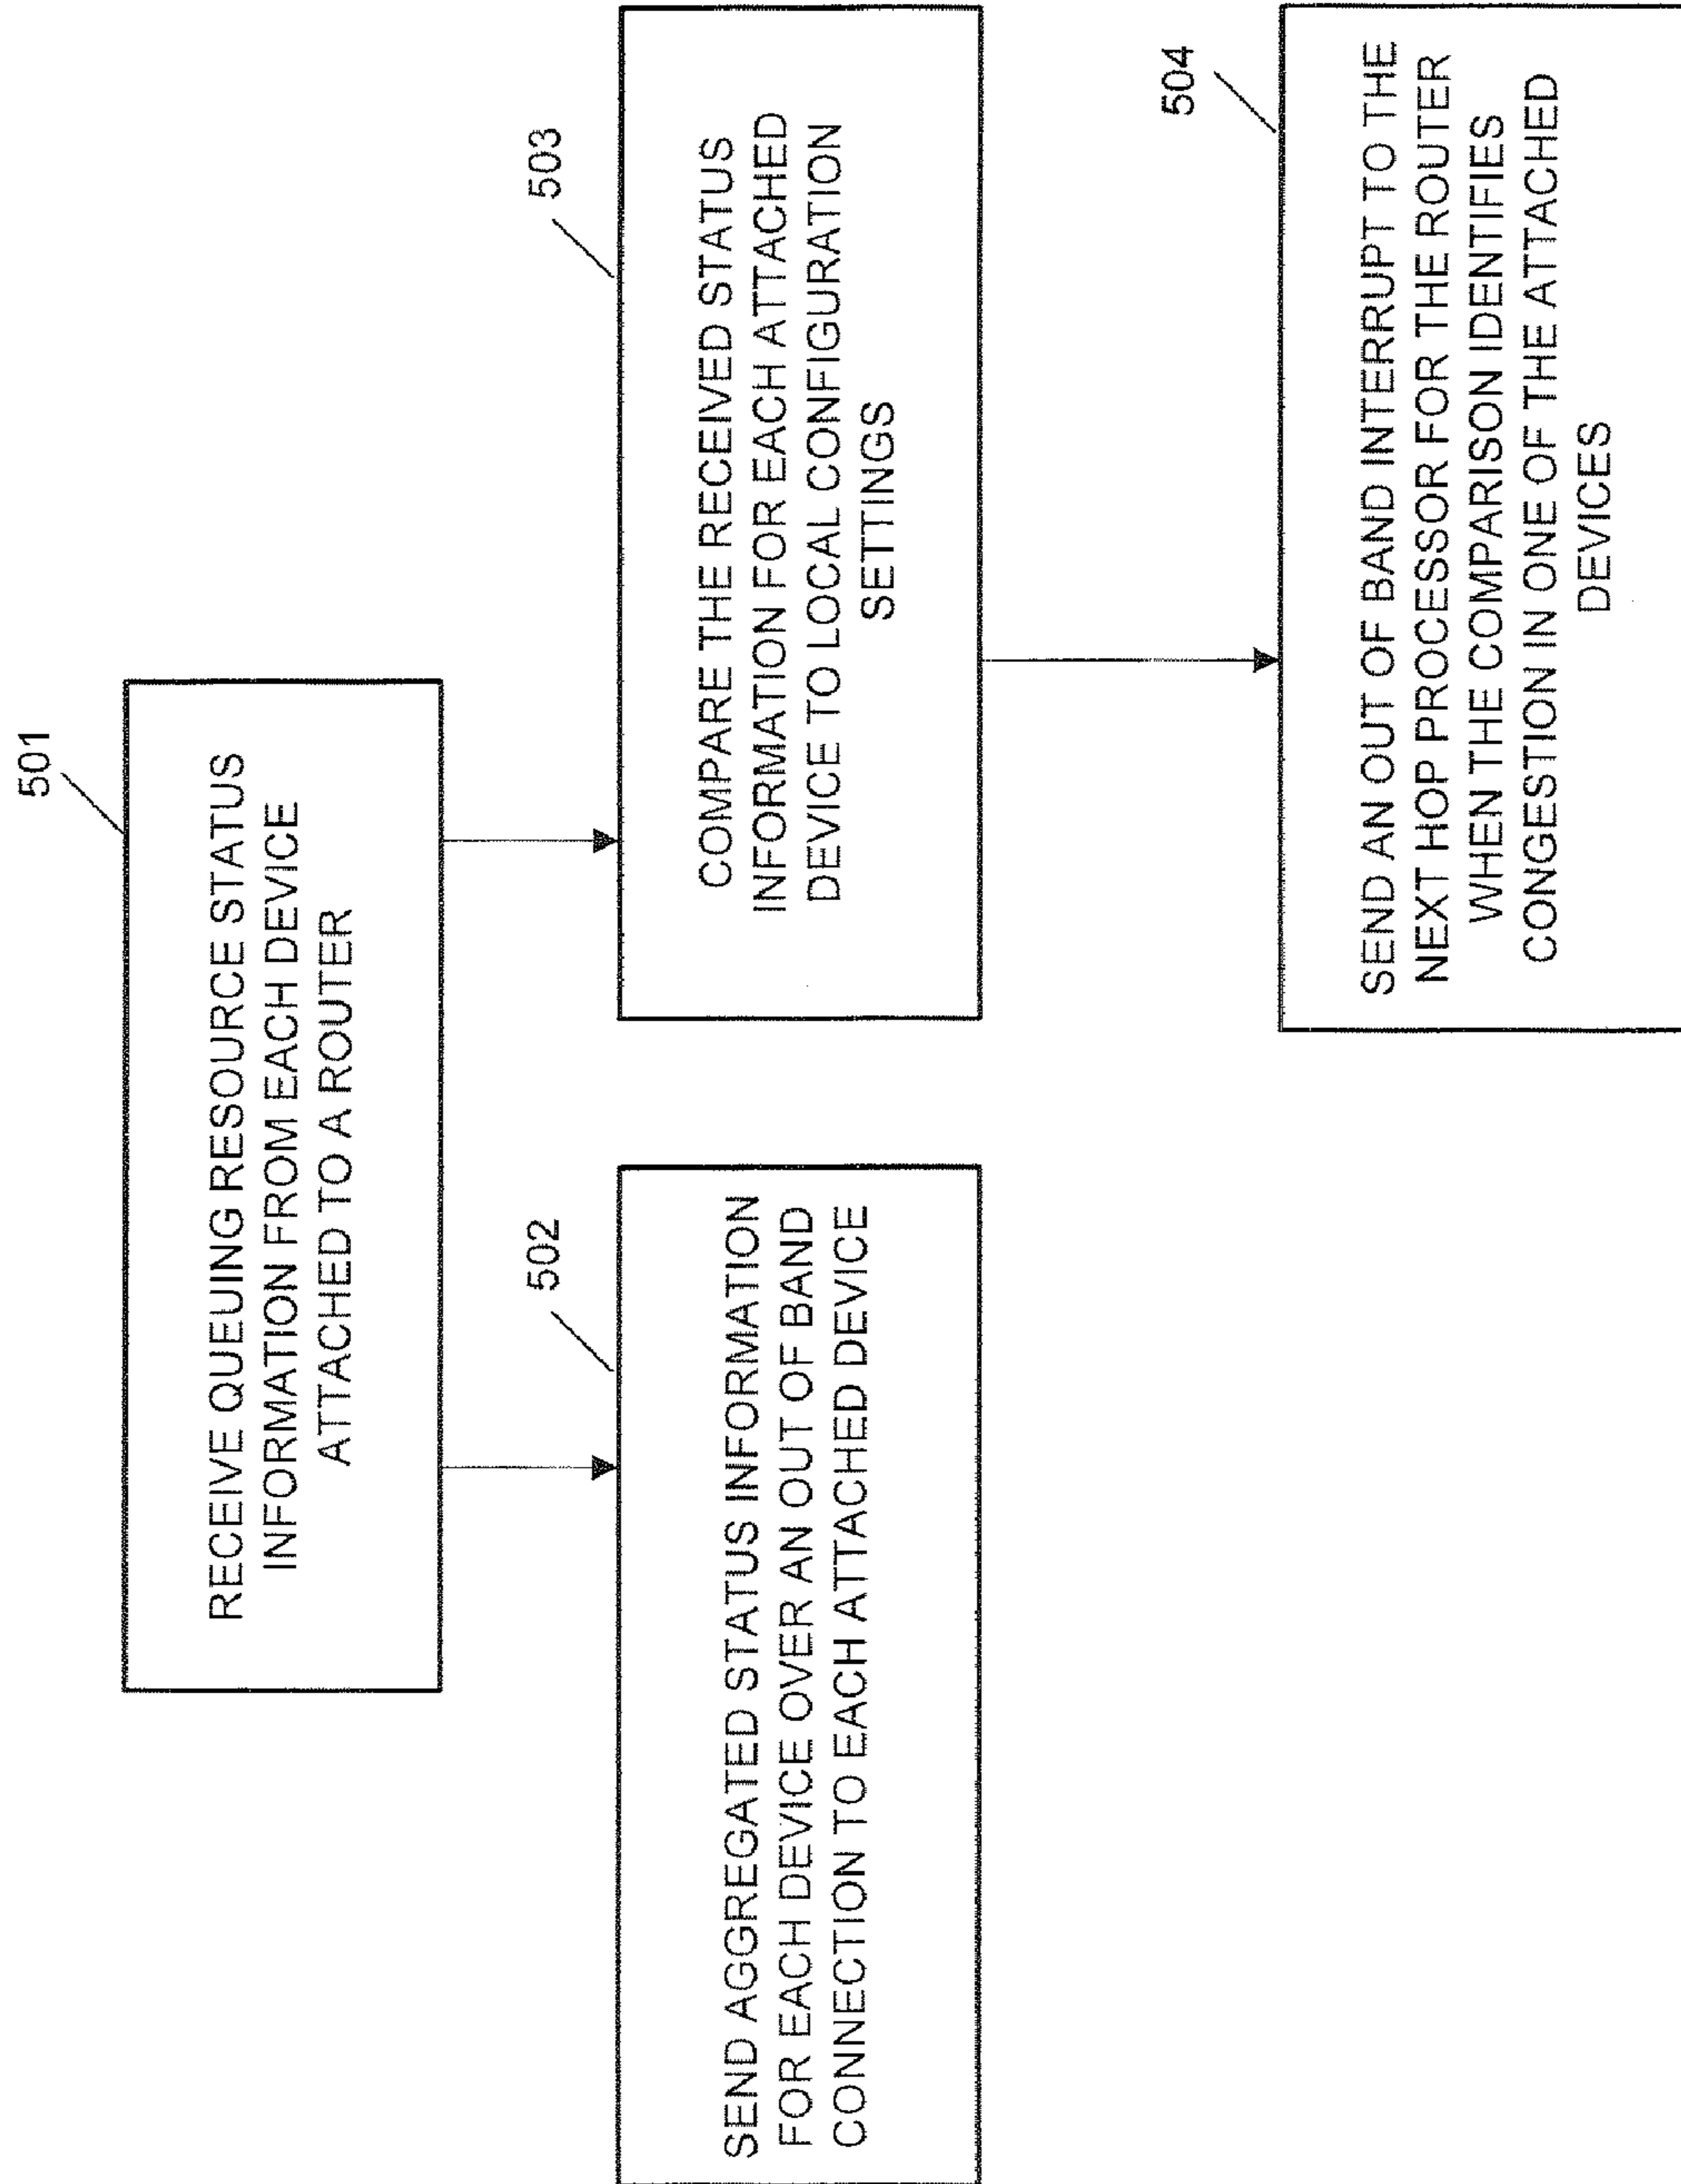 501
RECEIVE QUEUING RESOURCE STATUS
INFORMATION FROM EACH DEVICE
ATTACHED TO A ROUTER
502
SEND AGGREGATED STATUS INFORMATION
FOR EACH DEVICE OVER AN OUT OF BAND
CONNECTION TO EACH ATTACHED DEVICE
503
COMPARE THE RECEIVED STATUS
INFORMATION FOR EACH ATTACHED
DEVICE TO LOCAL CONFIGURATION
SETTINGS
504
SEND AN OUT OF BAND INTERRUPT TO THE
NEXT HOP PROCESSOR FOR THE ROUTER
WHEN THE COMPARISON IDENTIFIES
CONGESTION IN ONE OF THE ATTACHED
DEVICES